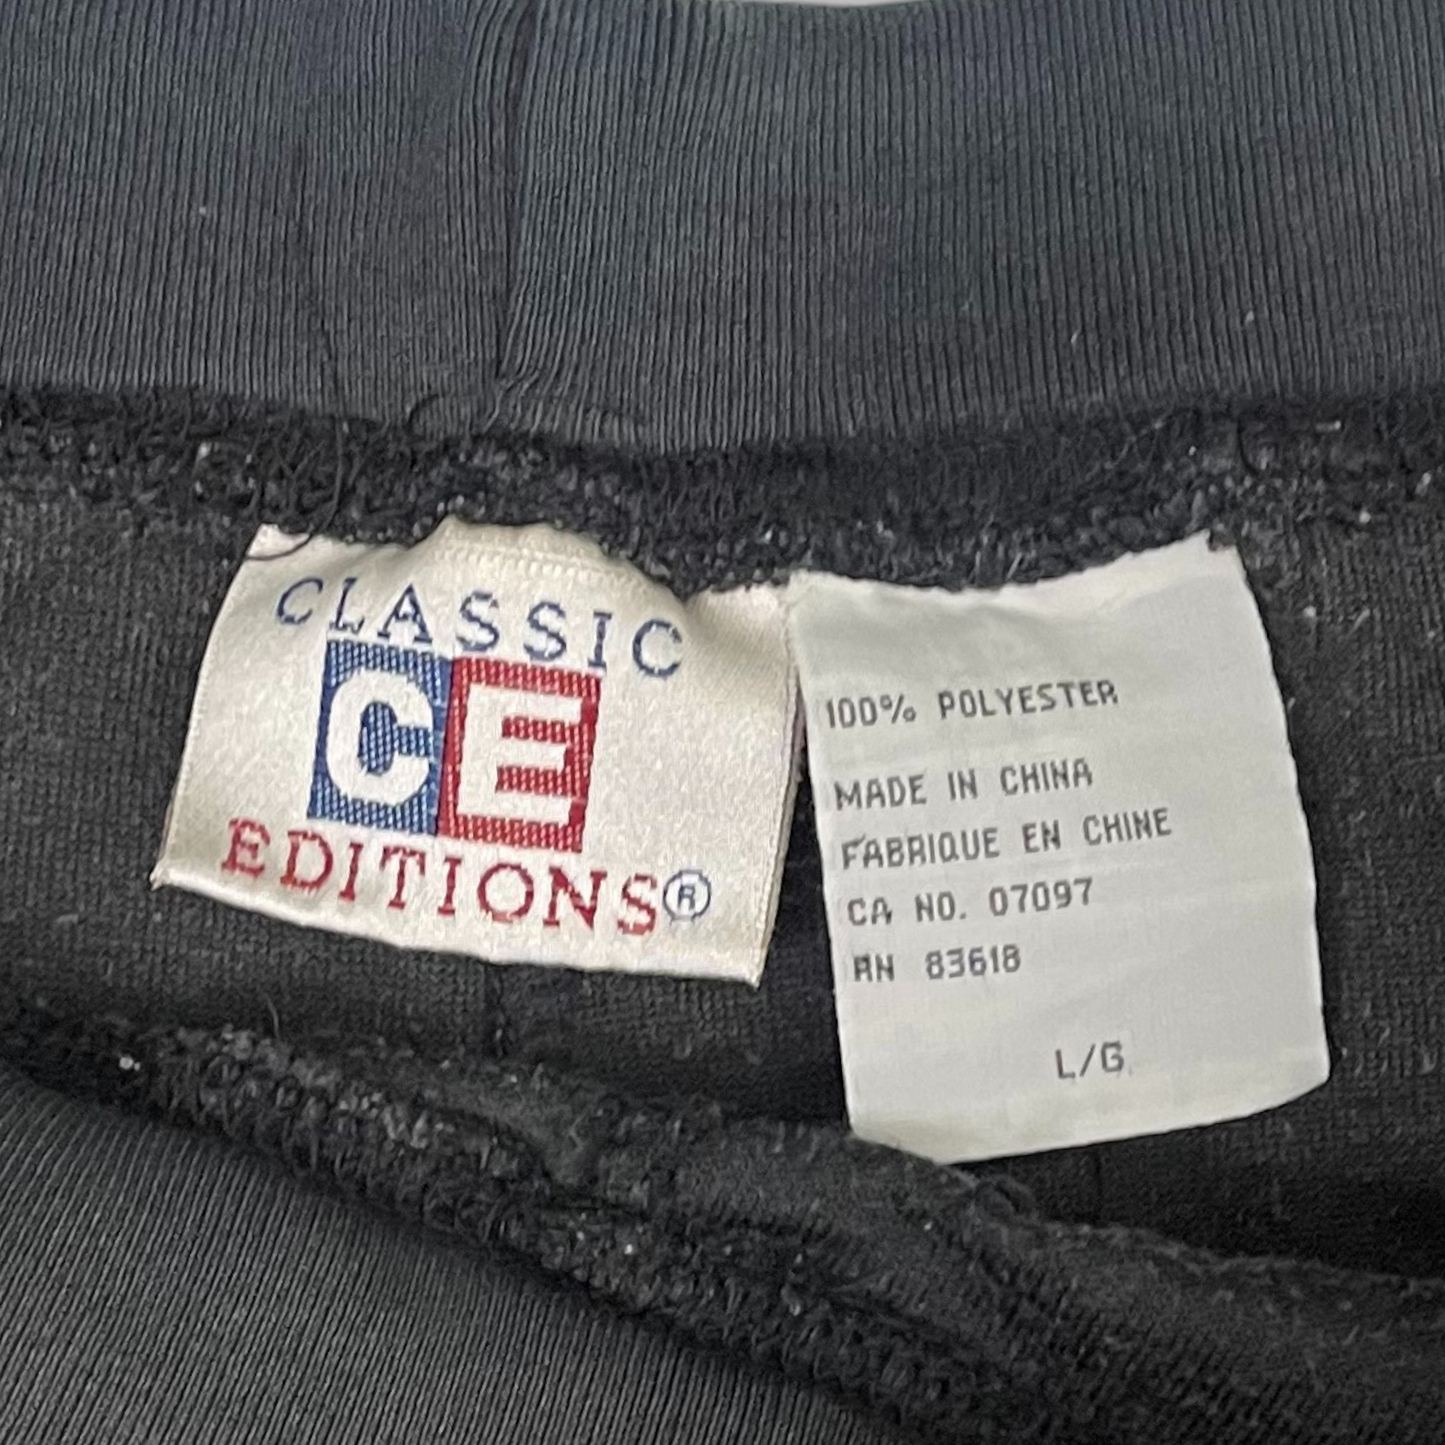 CLASSIC
CE
EDITIONS®
100% POLYESTER
MADE IN CHINA
FABRIQUE EN CHINE
CA NO. 07097
RN 83618
L/G